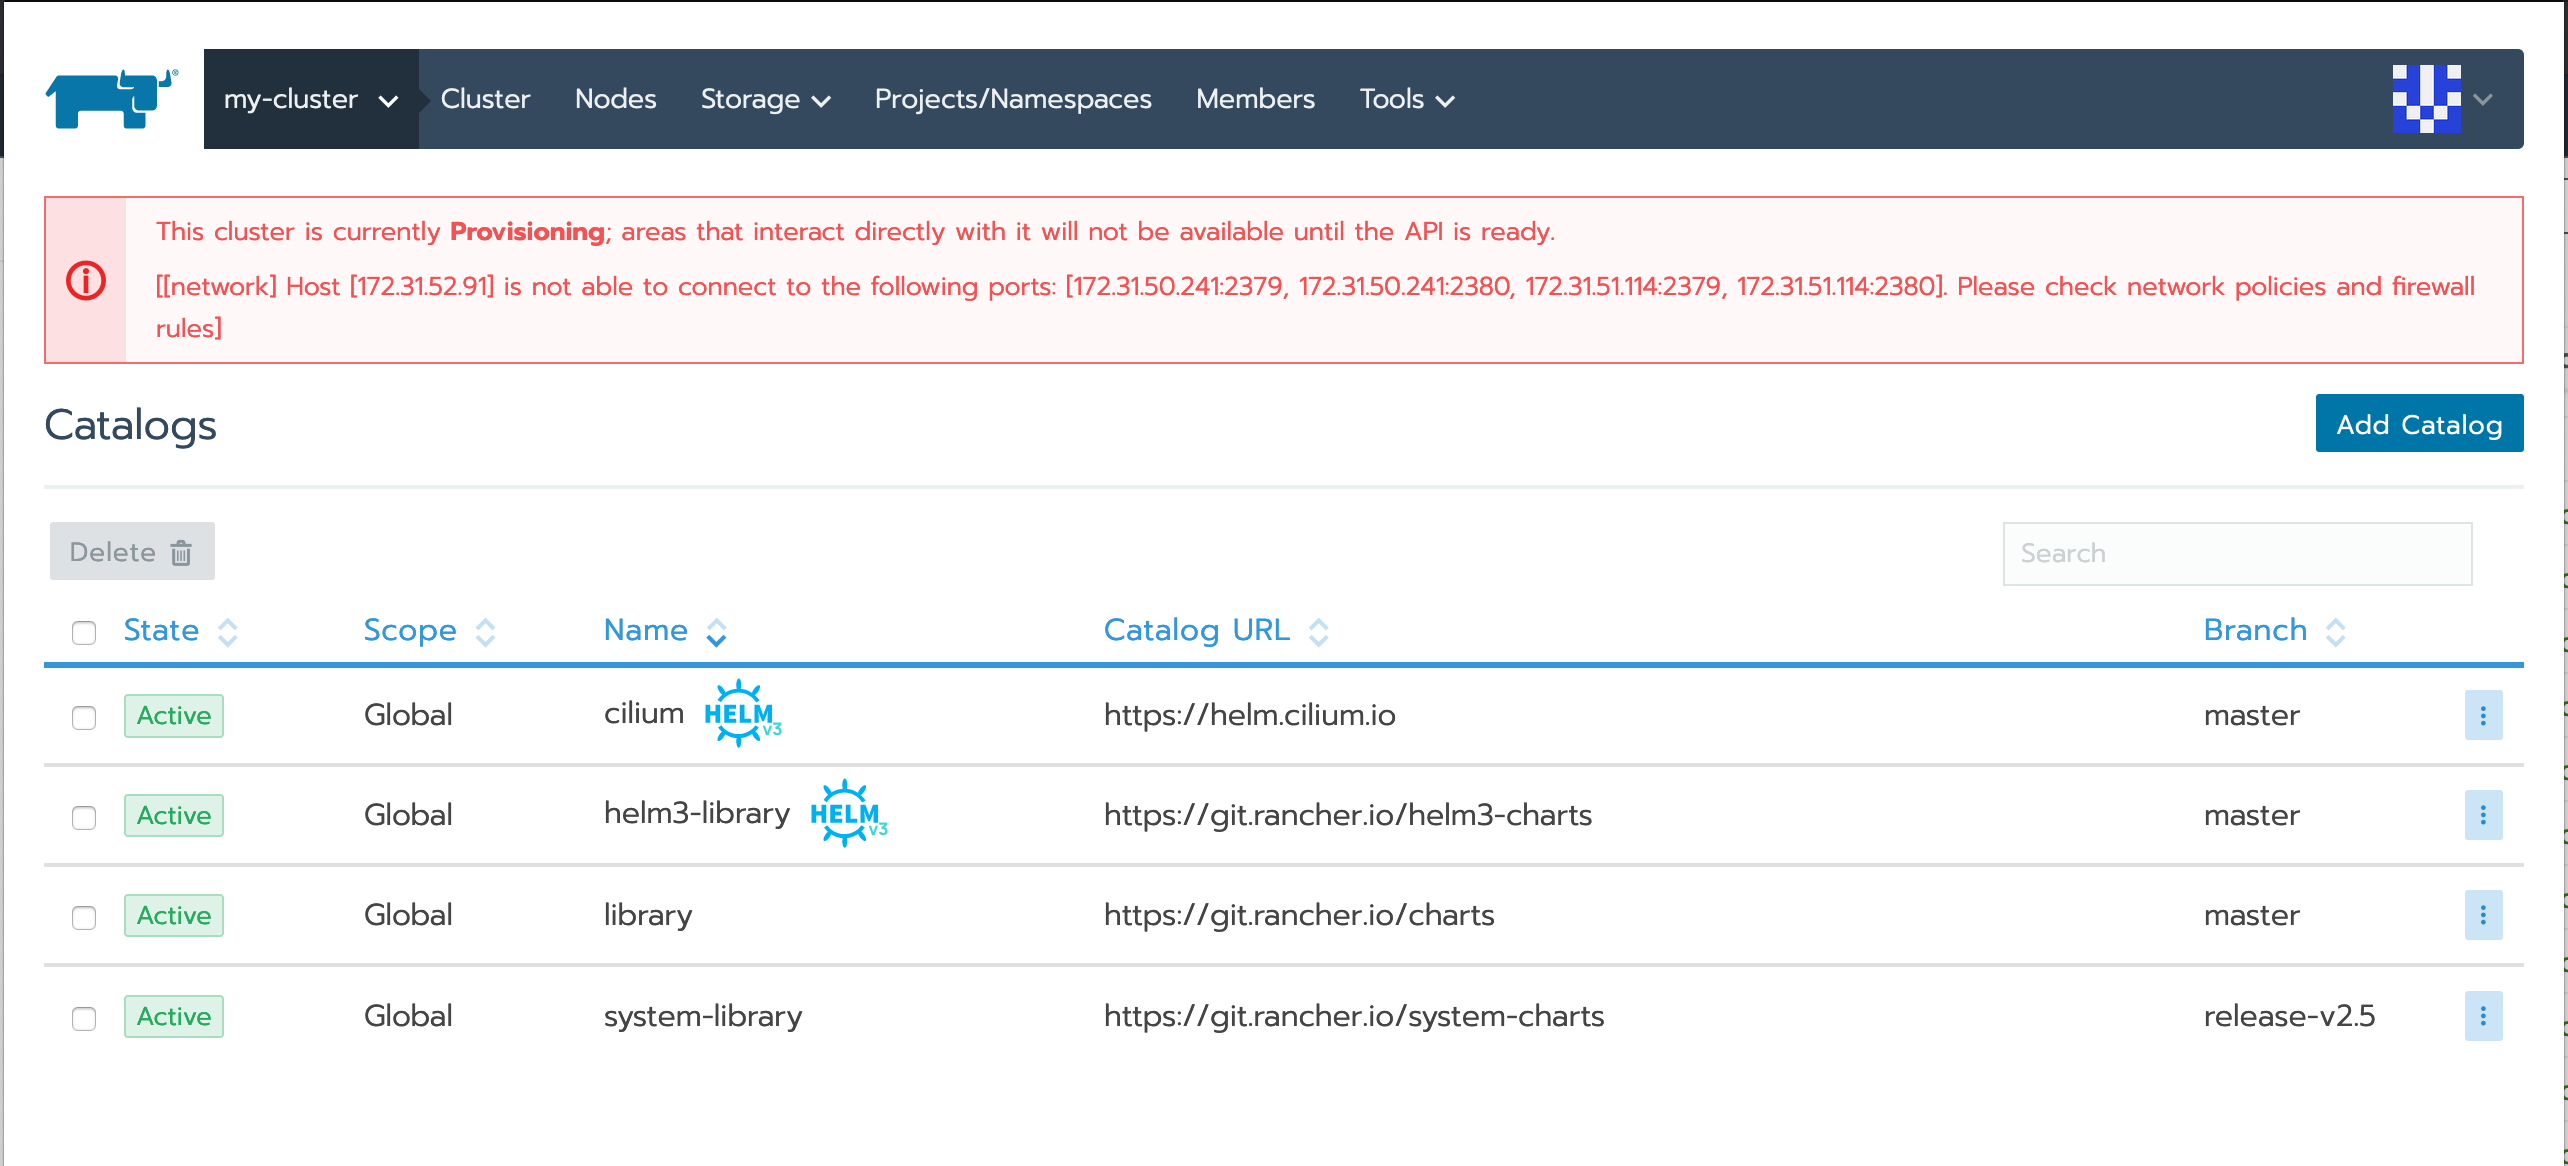 my-cluster Cluster Nodes Storage Projects/Namespaces Members Tools
This cluster is currently Provisioning; areas that interact directly with it will not be available until the API is ready.
[[network] Host [172.31.52.91] is not able to connect to the following ports: [172.31.50.241:2379, 172.31.50.241:2380, 172.31.51.114:2379, 172.31.51.114:2380]. Please check network policies and firewall
rules]
Catalogs Add Catalog
Delete Search
State Scope Name Catalog URL Branch
Active Global cilium HELM v3 https://helm.cilium.io master
Active Global helm3-library HELM v3 https://git.rancher.io/helm3-charts master
Active Global library https://git.rancher.io/charts master
Active Global system-library https://git.rancher.io/system-charts release-v2.5